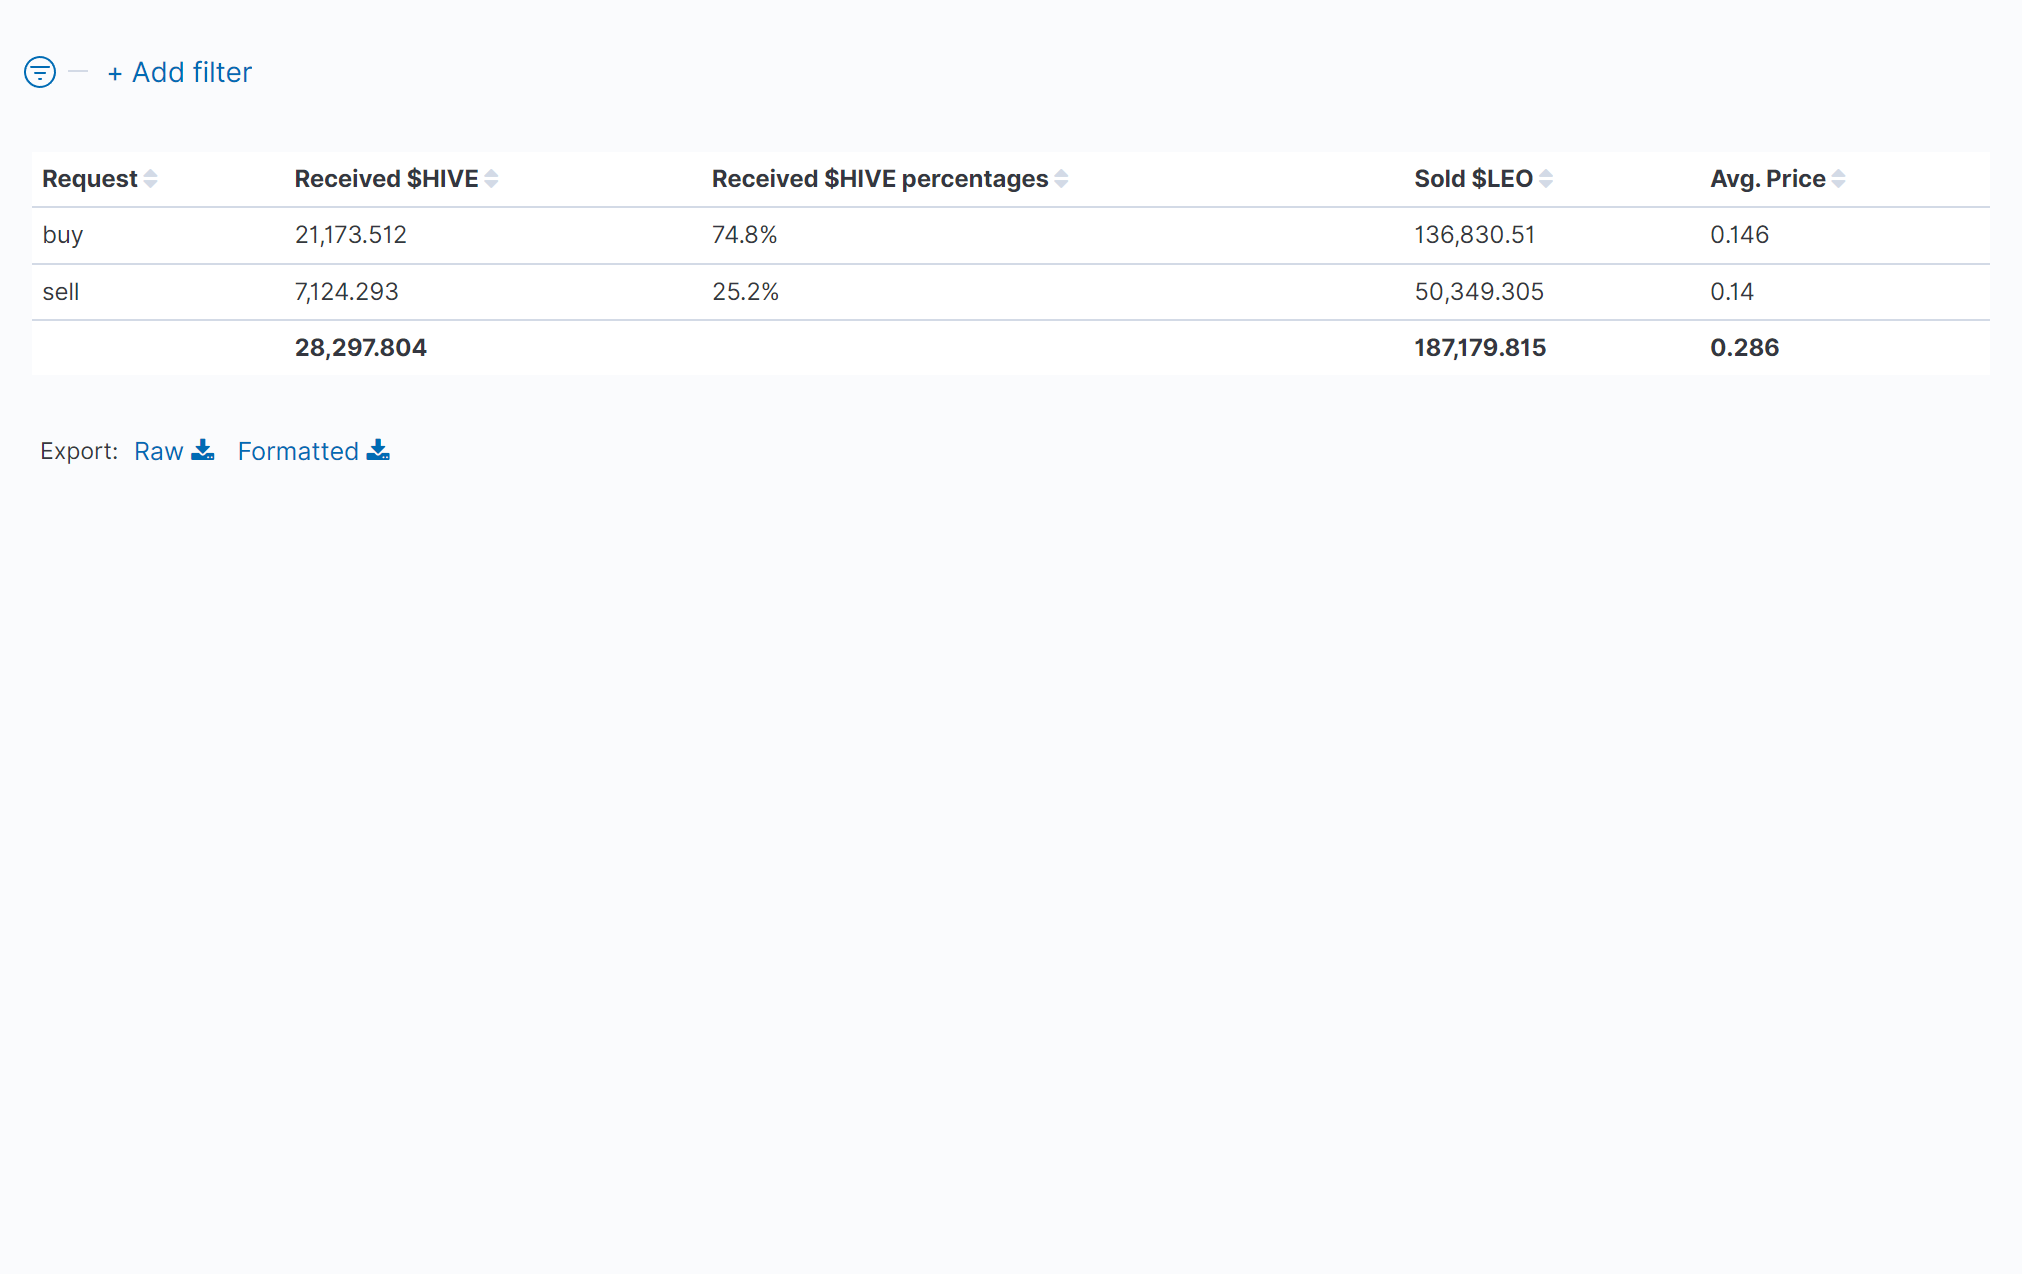 + Add filter
Request Received $HIVE Received $HIVE percentages Sold $LEO Avg. Price
buy 21,173.512 74.8% 136,830.51 0.146
sell 7,124.293 25.2% 50,349.305 0.14
28,297.804 187,179.815 0.286
Export: Raw Formatted